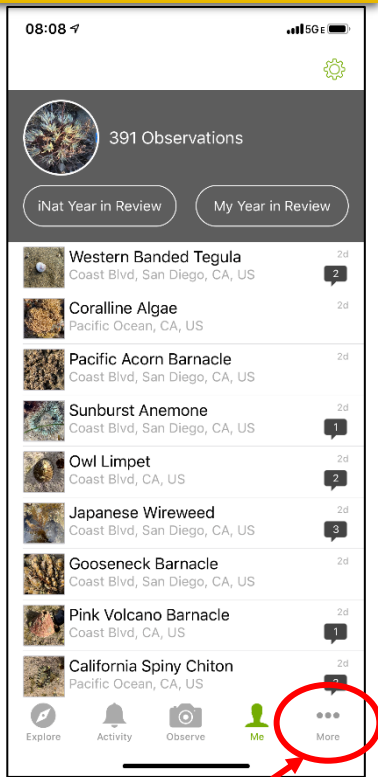 08:08
5GE
391 Observations
iNat Year in Review
My Year in Review
Western Banded Tegula
2d
Coast Blvd, San Diego, CA, US
2
Coralline Algae
2d
Pacific Ocean, CA, US
Pacific Acorn Barnacle
2d
Coast Blvd, San Diego, CA, US
Sunburst Anemone
2d
Coast Blvd, San Diego, CA, US
1
Owl Limpet
2d
Coast Blvd, CA, US
2
Japanese Wireweed
2d
Coast Blvd, San Diego, CA, US
3
Gooseneck Barnacle
2d
Coast Blvd, San Diego, CA, US
Pink Volcano Barnacle
2d
Coast Blvd, CA, US
1
California Spiny Chiton
2d
Pacific Ocean, CA, US
Explore
Activity
Observe
Me
More